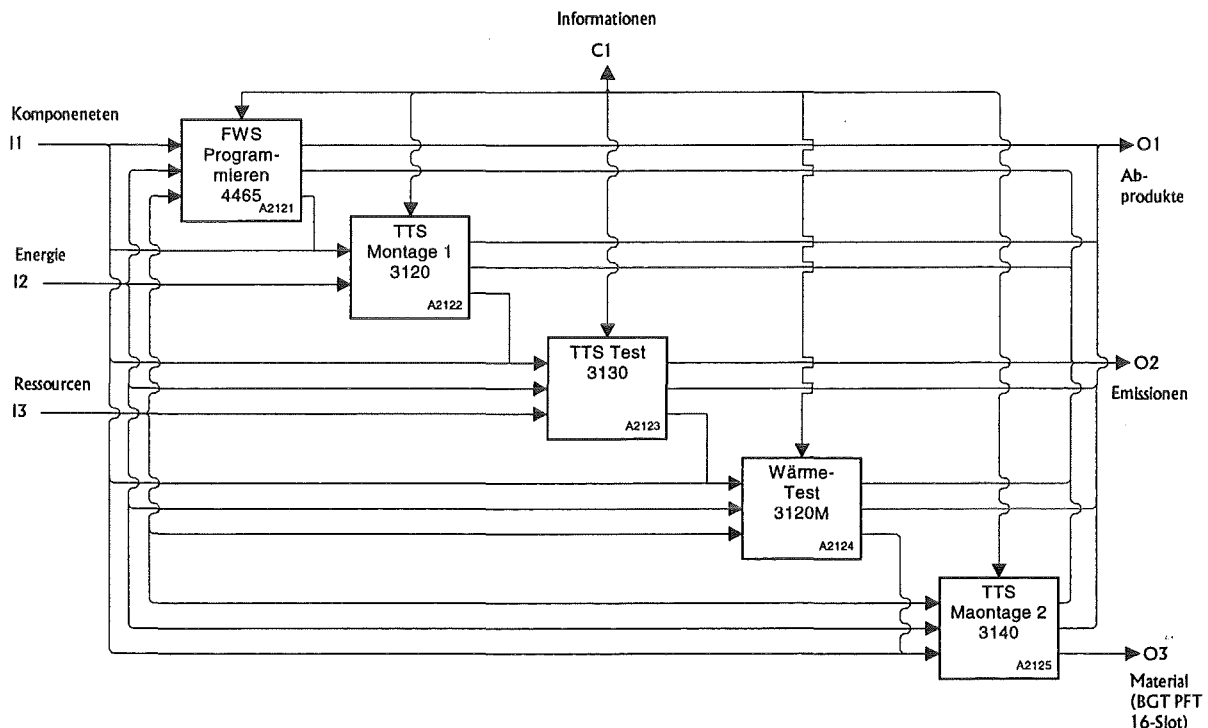 Informationen
C1
Komponeneten
I1
FWS
Program-
mieren
4465
A2121
O1
Ab-
produkte
Energie
I2
TTS
Montage 1
3120
A2122
Ressourcen
I3
TTS Test
3130
A2123
O2
Emissionen
Wärme-
Test
3120M
A2124
TTS
Maontage 2
3140
A2125
O3
Material
(BGT PFT
16-Slot)